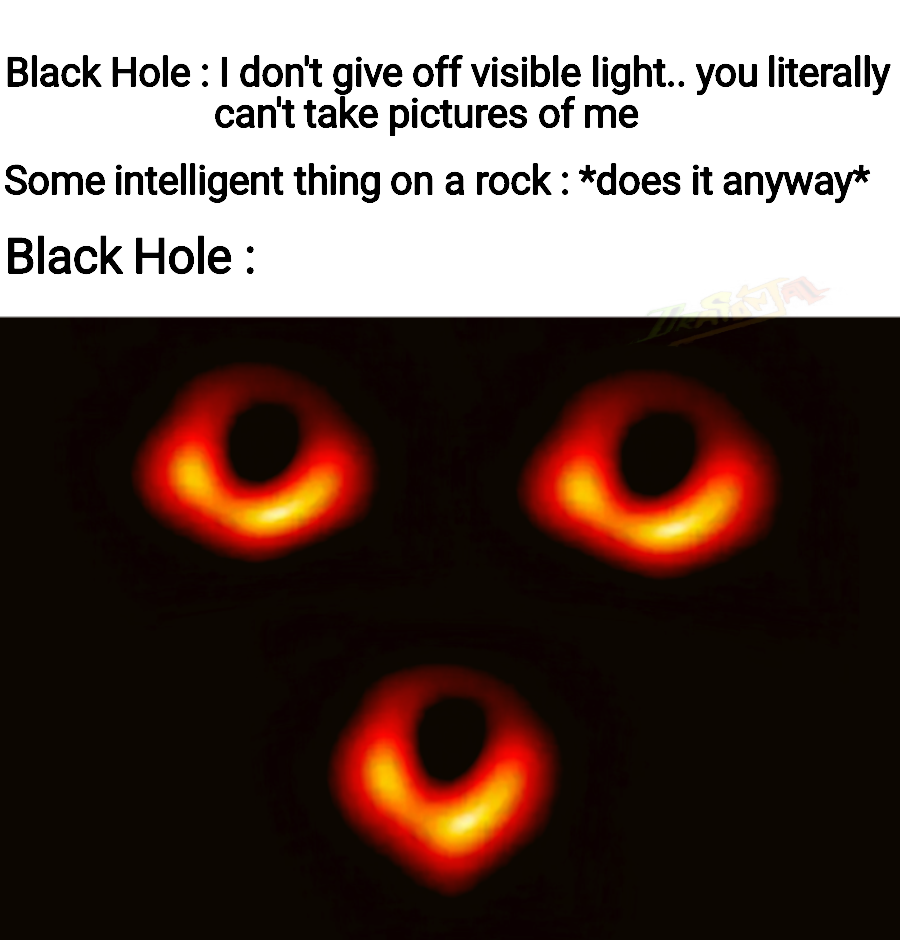 Black Hole : I don't give off visible light.. you literally
can't take pictures of me
Some intelligent thing on a rock : *does it anyway*
Black Hole :